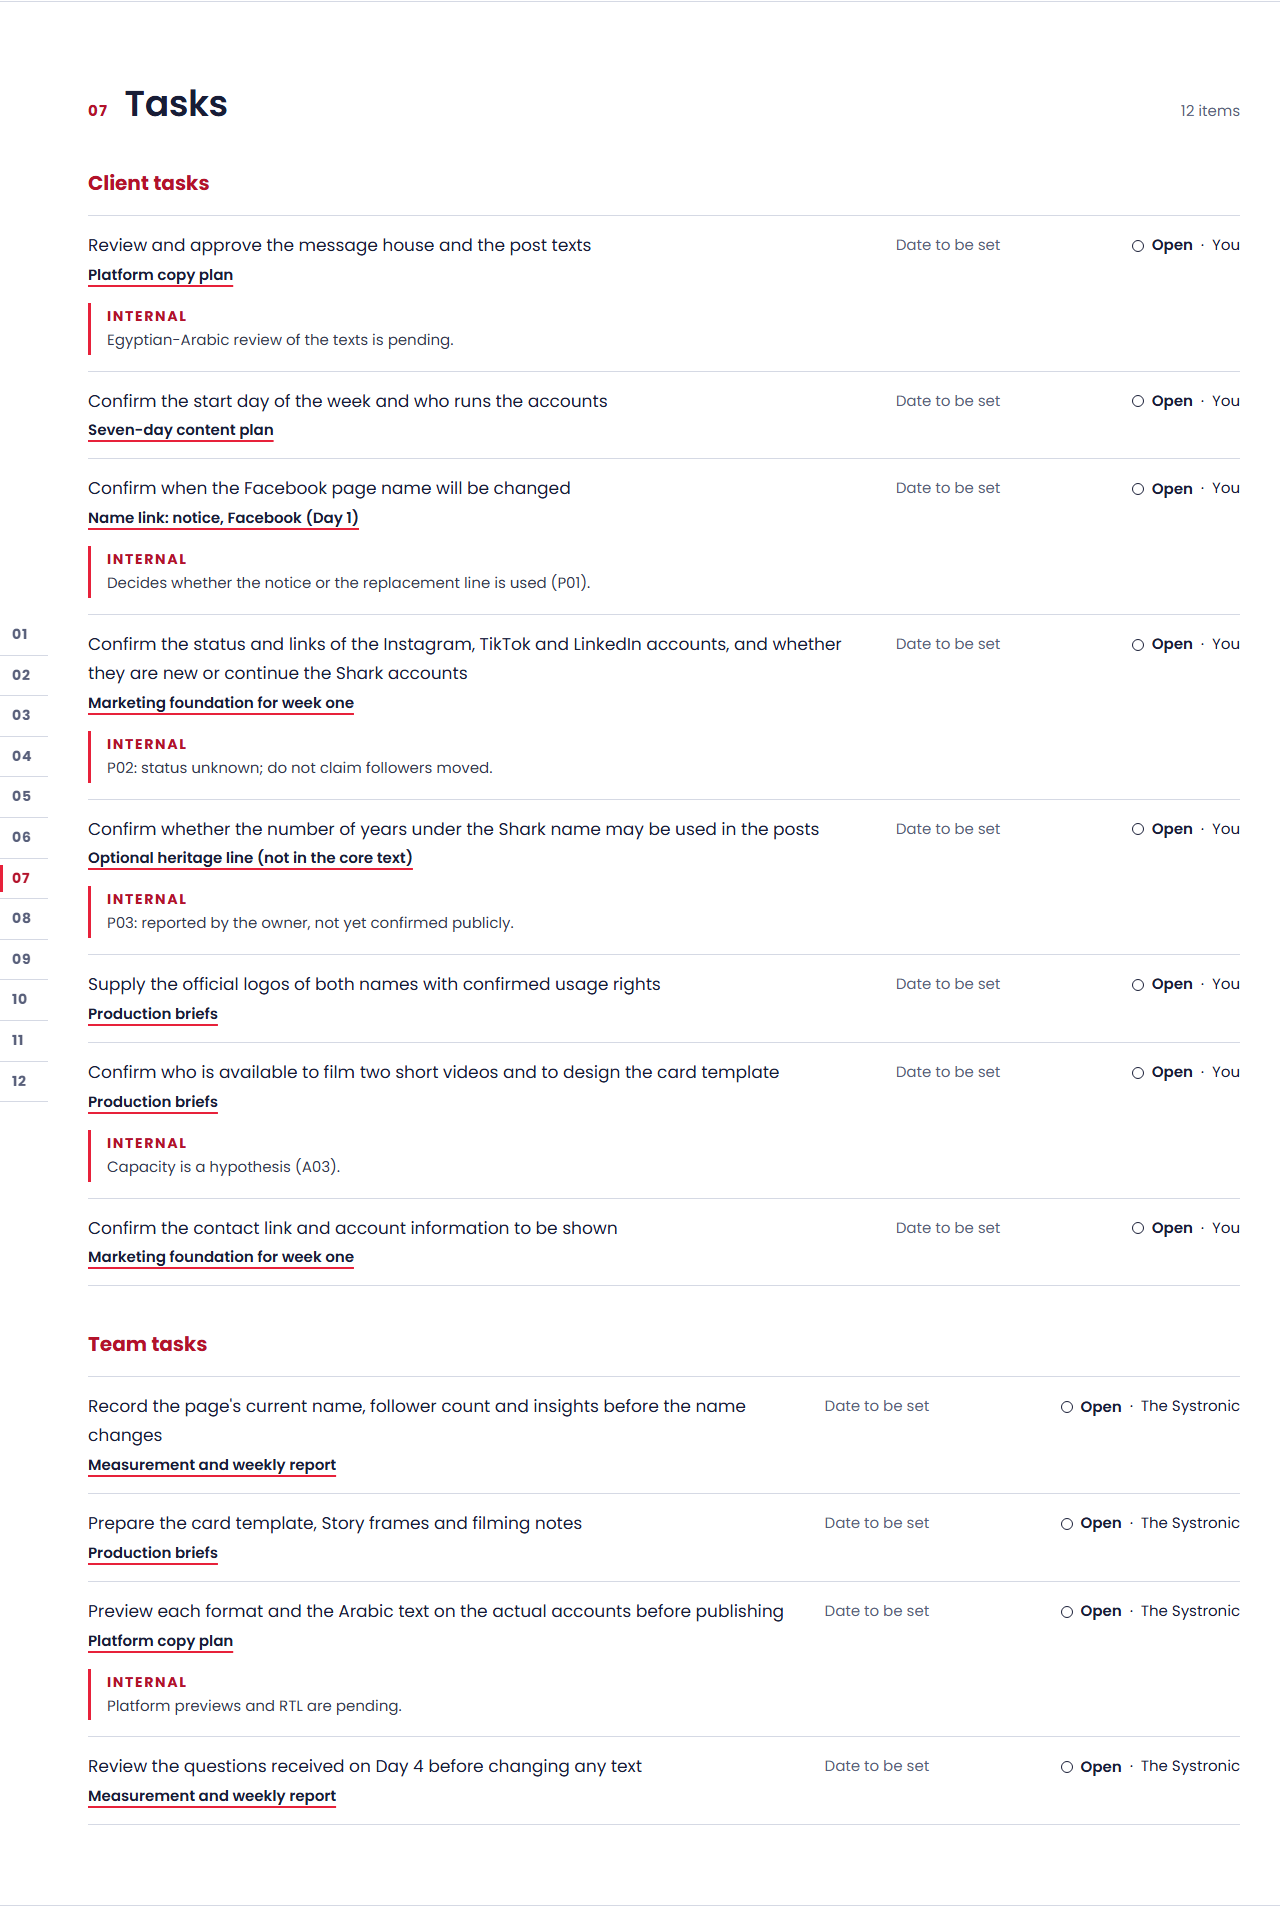 07 Tasks
12 items
Client tasks
Review and approve the message house and the post texts
Date to be set
Open · You
Platform copy plan
INTERNAL
Egyptian-Arabic review of the texts is pending.
Confirm the start day of the week and who runs the accounts
Date to be set
Open · You
Seven-day content plan
Confirm when the Facebook page name will be changed
Date to be set
Open · You
Name link: notice, Facebook (Day 1)
INTERNAL
Decides whether the notice or the replacement line is used (P01).
Confirm the status and links of the Instagram, TikTok and LinkedIn accounts, and whether
they are new or continue the Shark accounts
Date to be set
Open · You
Marketing foundation for week one
INTERNAL
P02: status unknown; do not claim followers moved.
Confirm whether the number of years under the Shark name may be used in the posts
Date to be set
Open · You
Optional heritage line (not in the core text)
INTERNAL
P03: reported by the owner, not yet confirmed publicly.
Supply the official logos of both names with confirmed usage rights
Date to be set
Open · You
Production briefs
Confirm who is available to film two short videos and to design the card template
Date to be set
Open · You
Production briefs
INTERNAL
Capacity is a hypothesis (A03).
Confirm the contact link and account information to be shown
Date to be set
Open · You
Marketing foundation for week one
Team tasks
Record the page's current name, follower count and insights before the name
changes
Date to be set
Open · The Systronic
Measurement and weekly report
Prepare the card template, Story frames and filming notes
Date to be set
Open · The Systronic
Production briefs
Preview each format and the Arabic text on the actual accounts before publishing
Date to be set
Open · The Systronic
Platform copy plan
INTERNAL
Platform previews and RTL are pending.
Review the questions received on Day 4 before changing any text
Date to be set
Open · The Systronic
Measurement and weekly report
01
02
03
04
05
06
07
08
09
10
11
12